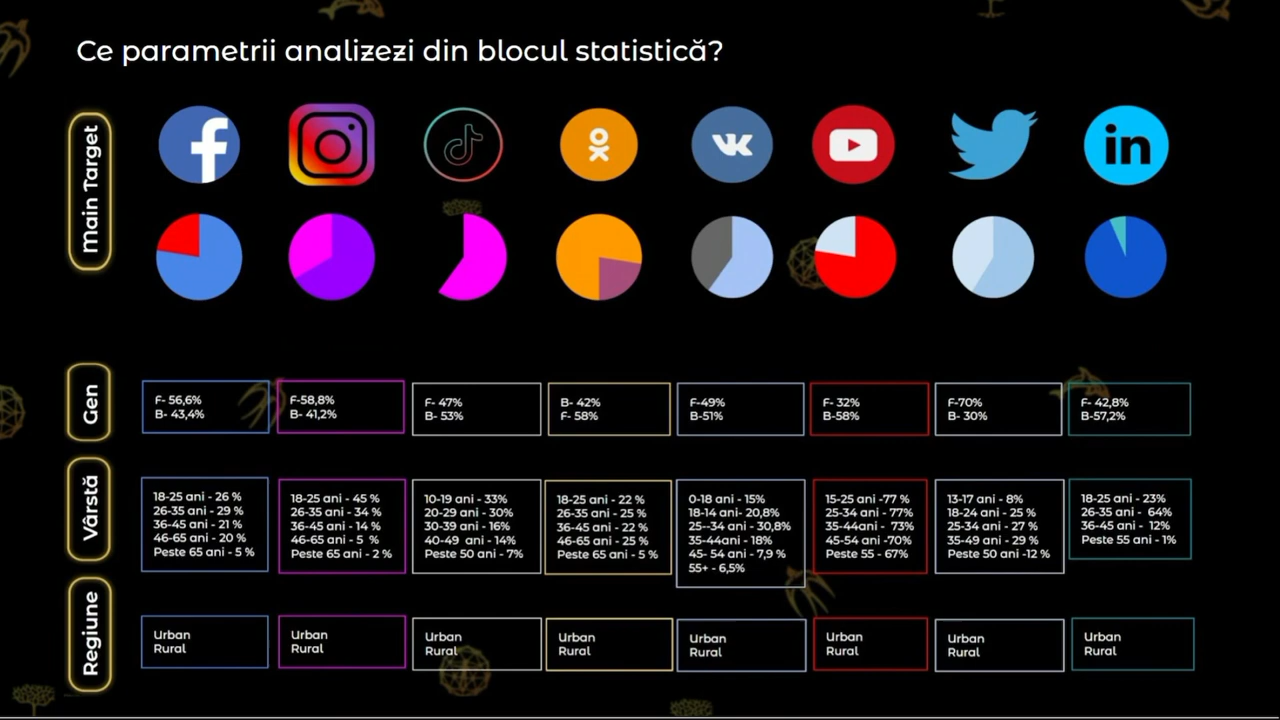 Ce parametrii analizezi din blocul statistică?
Main Target
f
VK
in
Gen
F- 56,6%
B- 43,4%
F-58,8%
B- 41,2%
F- 47%
B- 53%
B- 42%
F- 58%
F-49%
B-51%
F- 32%
B-58%
F-70%
B- 30%
F- 42,8%
B-57,2%
Vârstă
18-25 ani - 26 %
26-35 ani - 29 %
36-45 ani - 21 %
46-65 ani - 20 %
Peste 65 ani - 5 %
18-25 ani - 45 %
26-35 ani - 34 %
36-45 ani - 14 %
46-65 ani - 5 %
Peste 65 ani - 2 %
10-19 ani - 33%
20-29 ani - 30%
30-39 ani - 16%
40-49 ani - 14%
Peste 50 ani - 7%
18-25 ani - 22 %
26-35 ani - 25 %
36-45 ani - 22 %
46-65 ani - 25 %
Peste 65 ani - 5 %
0-18 ani - 15%
18-14 ani- 20,8%
25--34 ani - 30,8%
35-44ani - 18%
45- 54 ani - 7,9 %
55+ - 6,5%
15-25 ani -77 %
25-34 ani - 77%
35-44ani - 73%
45-54 ani -70%
Peste 55 - 67%
13-17 ani - 8%
18-24 ani - 25 %
25-34 ani - 27 %
35-49 ani - 29 %
Peste 50 ani -12 %
18-25 ani - 23%
26-35 ani - 64%
36-45 ani - 12%
Peste 55 ani - 1%
Regiune
Urban
Rural
Urban
Rural
Urban
Rural
Urban
Rural
Urban
Rural
Urban
Rural
Urban
Rural
Urban
Rural